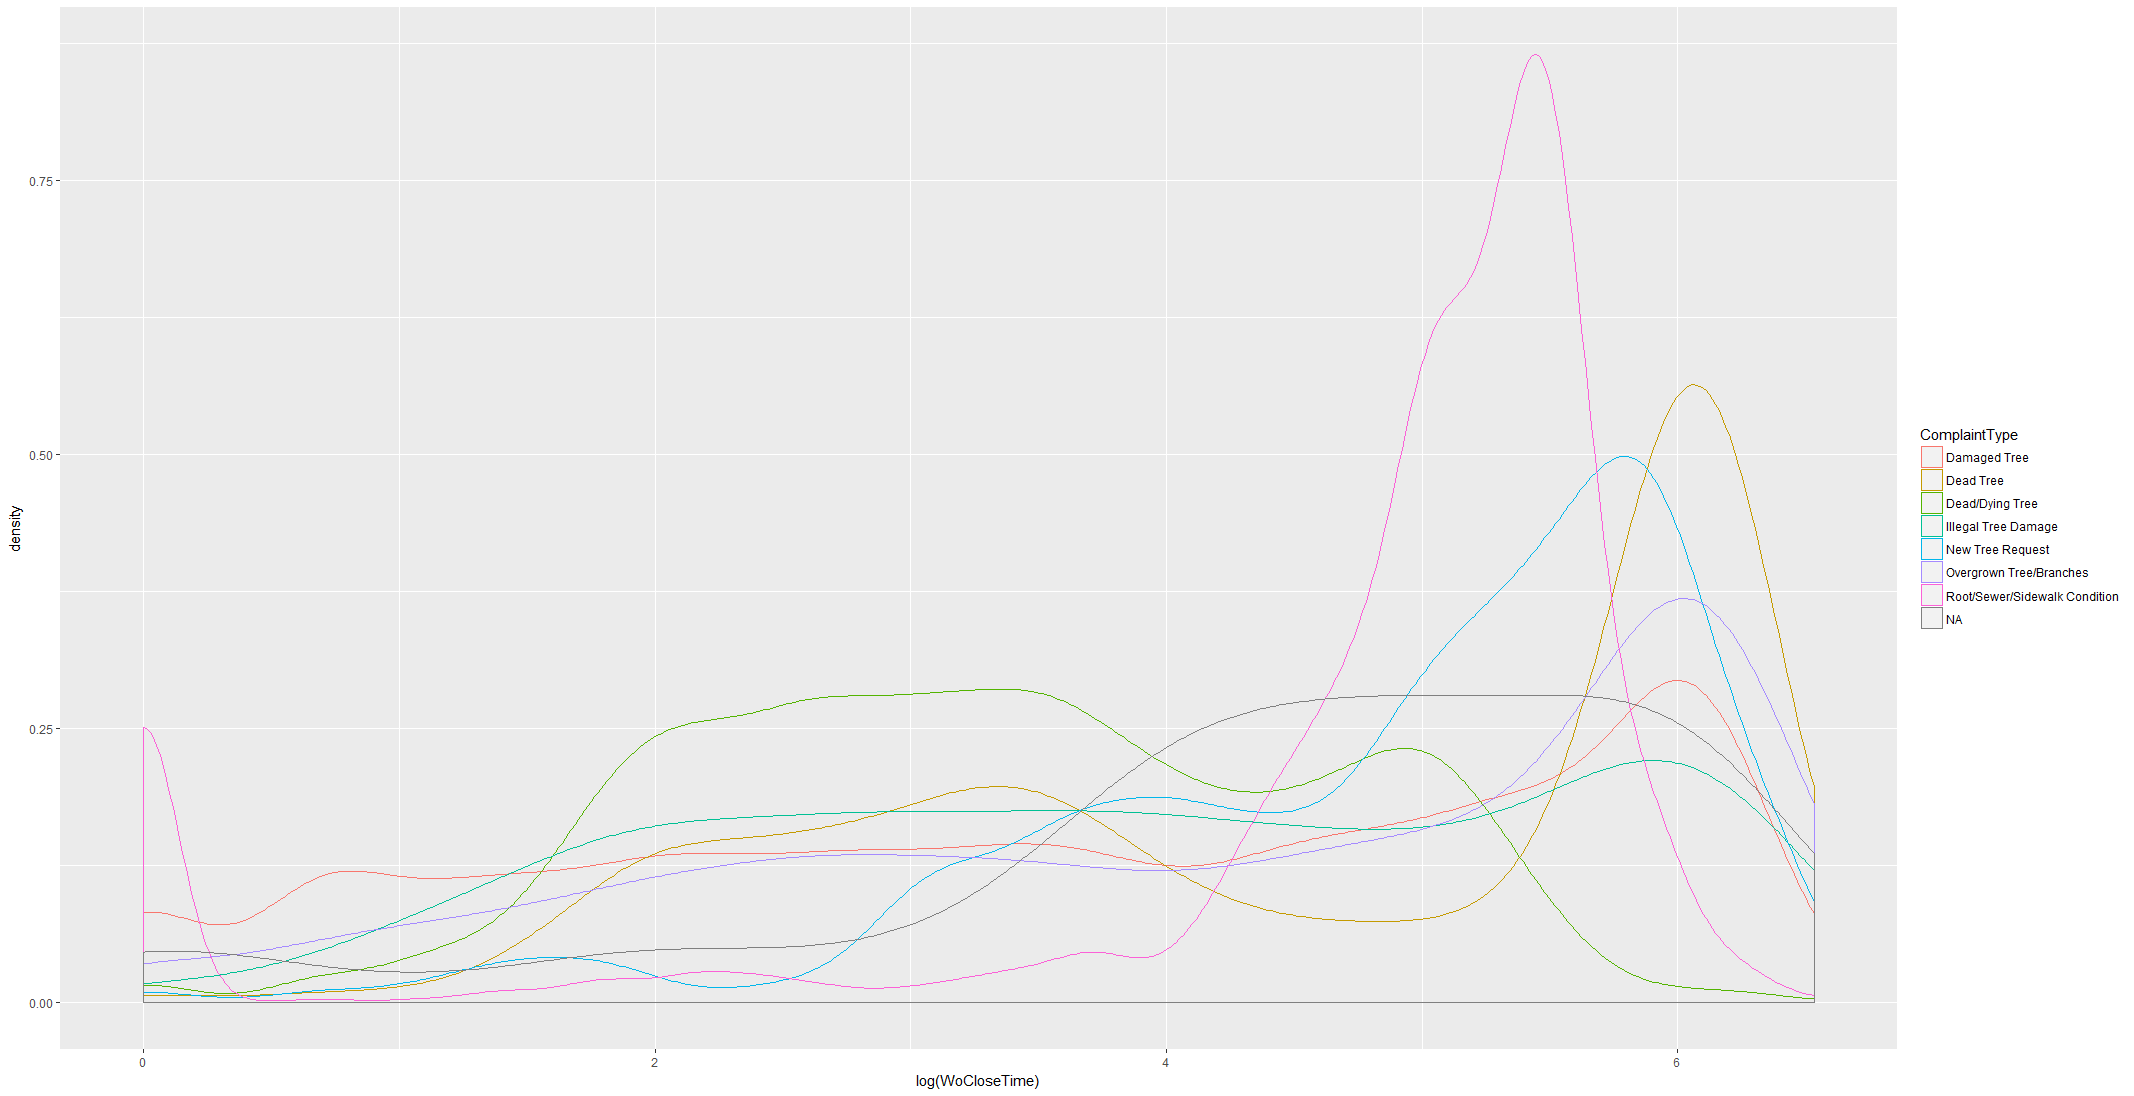 0.75
0.50
0.25
0.00
density
0 2 4 6
log(WoCloseTime)
ComplaintType
Damaged Tree
Dead Tree
Dead/Dying Tree
Illegal Tree Damage
New Tree Request
Overgrown Tree/Branches
Root/Sewer/Sidewalk Condition
NA